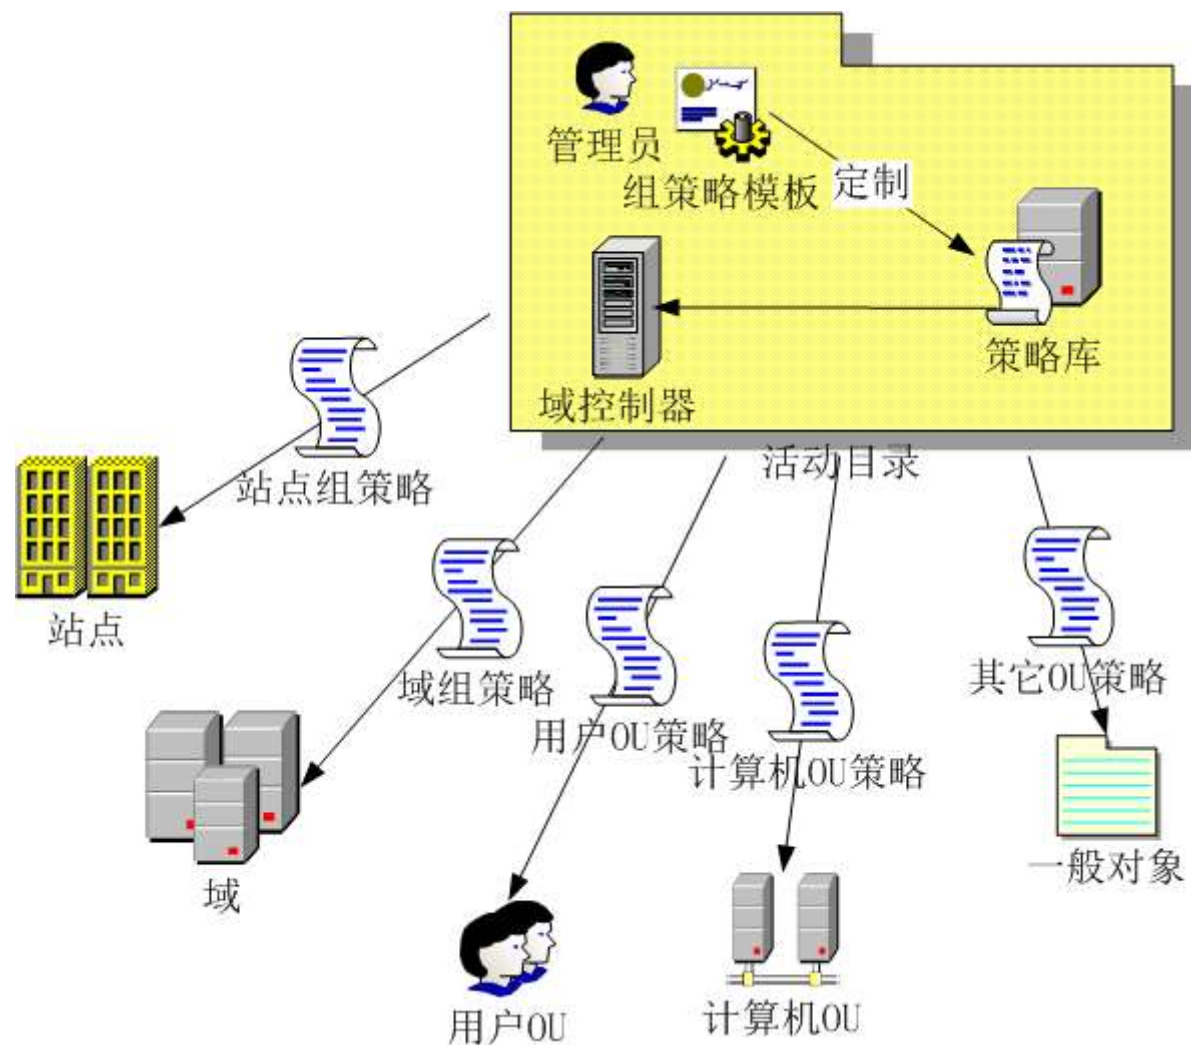 管理员
组策略模板
定制
策略库
域控制器
活动目录
站点组策略
站点
域组策略
用户OU策略
计算机OU策略
其它OU策略
域
一般对象
用户OU
计算机OU